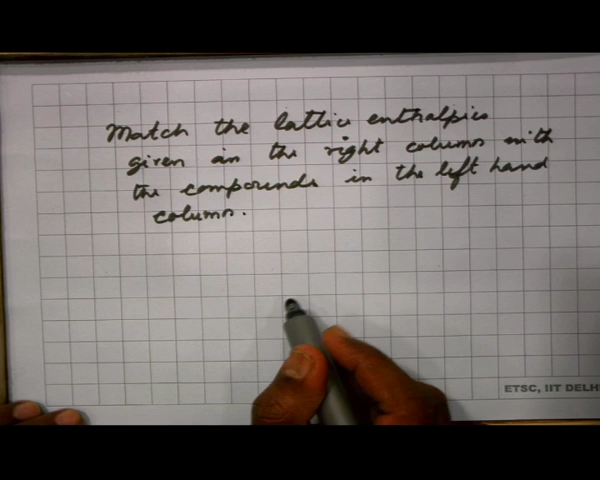 Match the lattice enthalpies
given in the right column with
the compounds in the left hand
column.
ETSC, IIT DELH